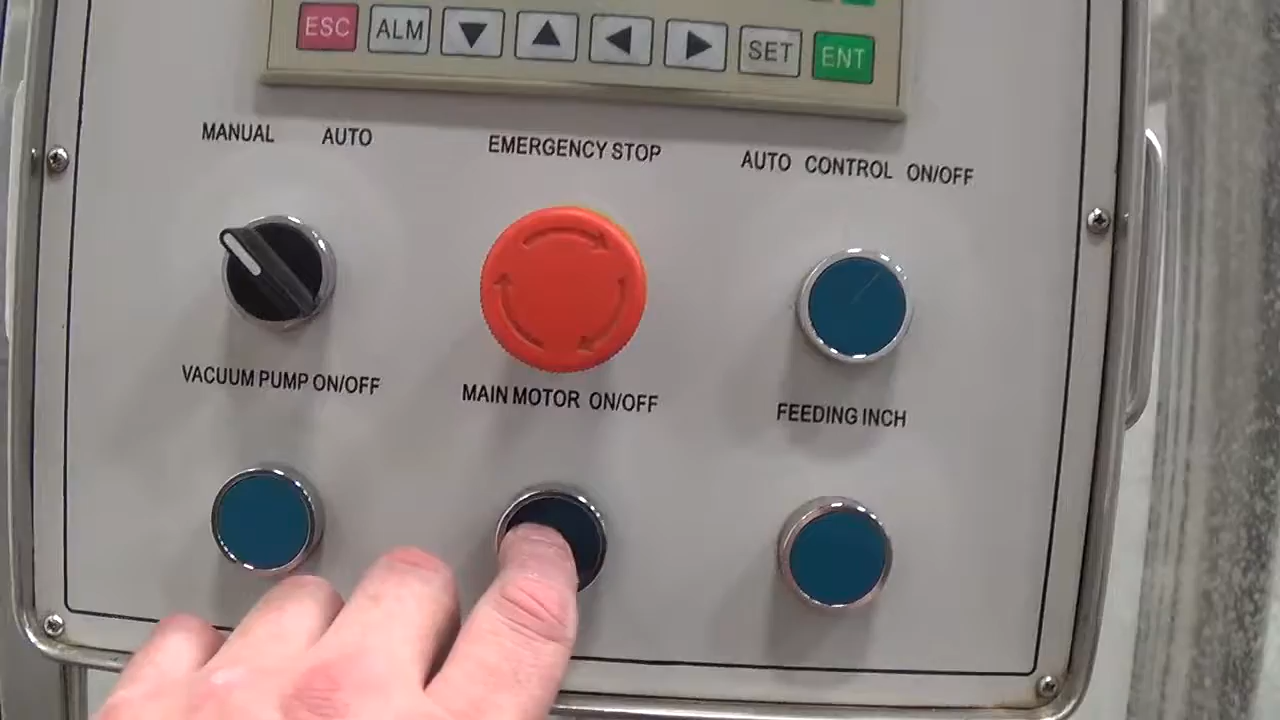 ESC ALM SET ENT
MANUAL AUTO
EMERGENCY STOP
AUTO CONTROL ON/OFF
VACUUM PUMP ON/OFF
MAIN MOTOR ON/OFF
FEEDING INCH